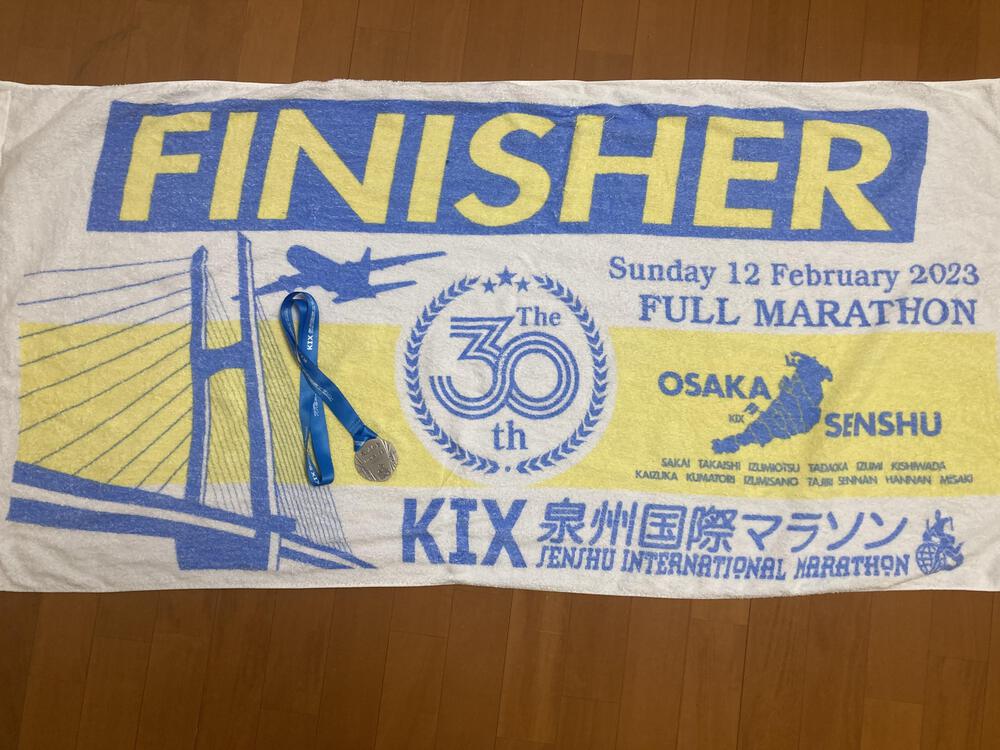 FINISHER
Sunday 12 February 2023
FULL MARATHON
The
30
th
OSAKA
KIX
SENSHU
SAKAI TAKAISHI IZUMIOTSU TADAOKA IZUMI KISHIWADA
KAIZUKA KUMATORI IZUMISANO TAJIRI SENNAN HANNAN MISAKI
KIX 泉州国際マラソン
SENSHU INTERNATIONAL MARATHON
KIX